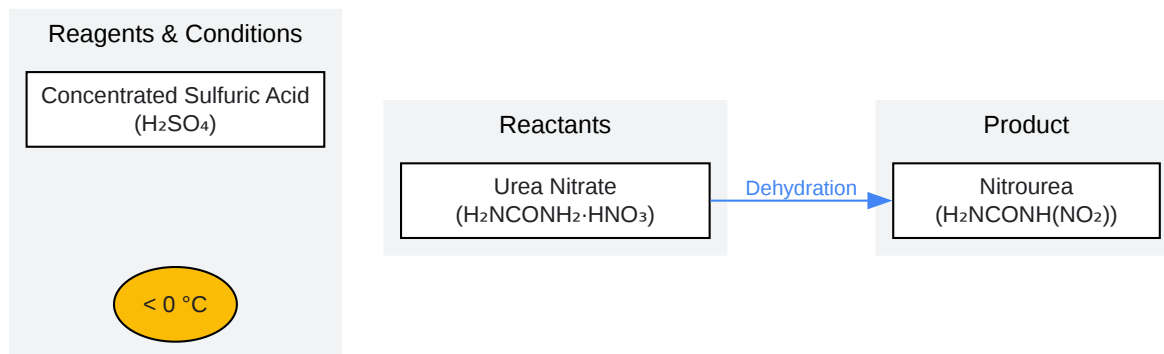 Reagents & Conditions
Concentrated Sulfuric Acid
(H₂SO₄)
< 0 °C
Reactants
Urea Nitrate
(H₂NCONH₂·HNO₃)
Dehydration
Product
Nitrourea
(H₂NCONH(NO₂))